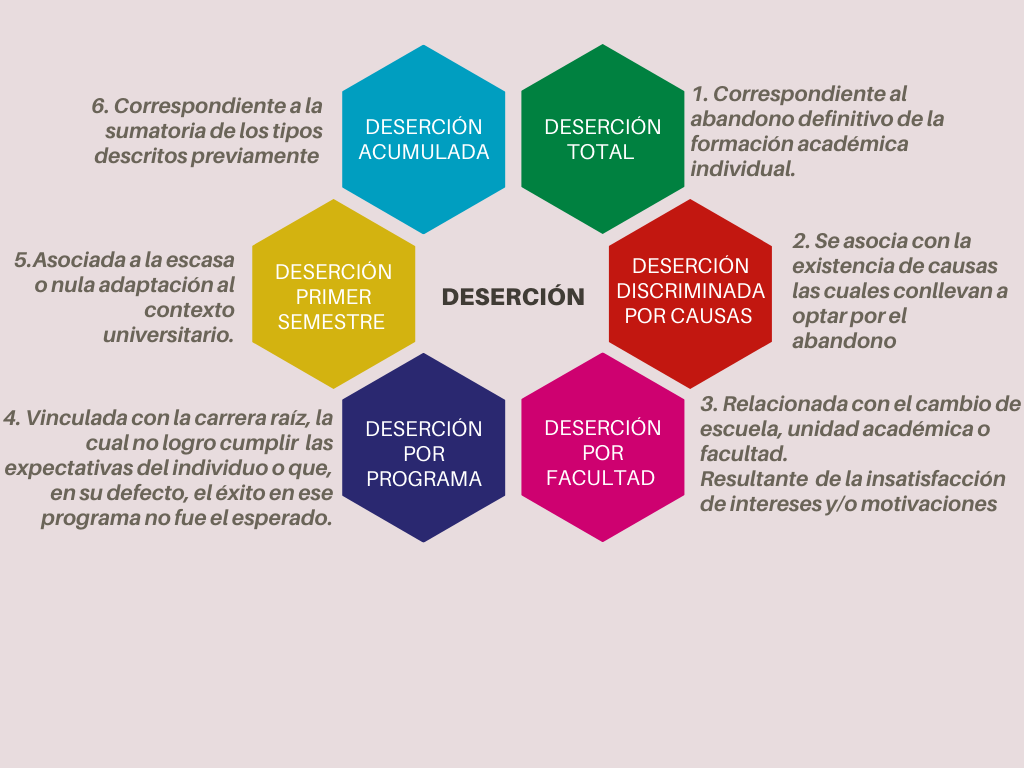 DESERCIÓN
DESERCIÓN
TOTAL
1. Correspondiente al
abandono definitivo de la
formación académica
individual.
DESERCIÓN
DISCRIMINADA
POR CAUSAS
2. Se asocia con la
existencia de causas
las cuales conllevan a
optar por el
abandono
DESERCIÓN
POR
FACULTAD
3. Relacionada con el cambio de
escuela, unidad académica o
facultad.
Resultante  de la insatisfacción
de intereses y/o motivaciones
DESERCIÓN
POR
PROGRAMA
4. Vinculada con la carrera raíz, la
cual no logro cumplir  las
expectativas del individuo o que,
en su defecto, el éxito en ese
programa no fue el esperado.
DESERCIÓN
PRIMER
SEMESTRE
5.Asociada a la escasa
o nula adaptación al
contexto
universitario.
DESERCIÓN
ACUMULADA
6. Correspondiente a la
sumatoria de los tipos
descritos previamente